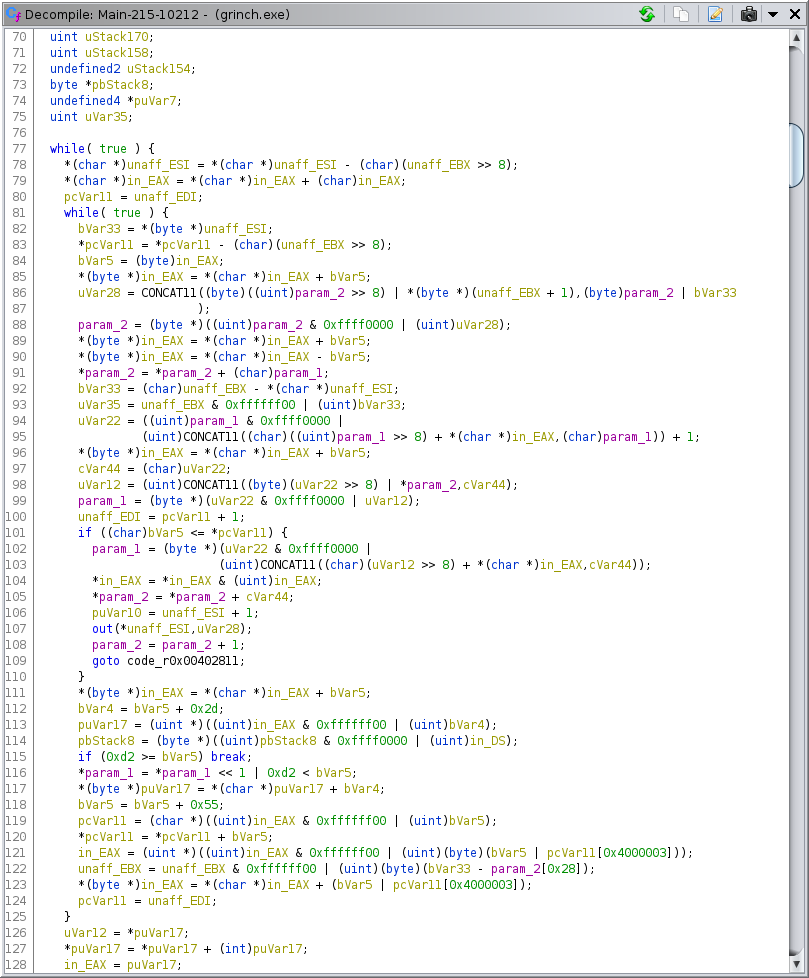 Decompile: Main-215-10212 - (grinch.exe)
70 uint uStack170;
71 uint uStack158;
72 undefined2 uStack154;
73 byte *pbStack8;
74 undefined4 *puVar7;
75 uint uVar35;
76
77 while( true ) {
78 *(char *)unaff_ESI = *(char *)unaff_ESI - (char)(unaff_EBX >> 8);
79 *(char *)in_EAX = *(char *)in_EAX + (char)in_EAX;
80 pcVar11 = unaff_EDI;
81 while( true ) {
82 bVar33 = *(byte *)unaff_ESI;
83 *pcVar11 = *pcVar11 - (char)(unaff_EBX >> 8);
84 bVar5 = (byte)in_EAX;
85 *(byte *)in_EAX = *(char *)in_EAX + bVar5;
86 uVar28 = CONCAT11((byte)((uint)param_2 >> 8) | *(byte *)(unaff_EBX + 1),(byte)param_2 | bVar33
87 );
88 param_2 = (byte *)((uint)param_2 & 0xffff0000 | (uint)uVar28);
89 *(byte *)in_EAX = *(char *)in_EAX + bVar5;
90 *(byte *)in_EAX = *(char *)in_EAX - bVar5;
91 *param_2 = *param_2 + (char)param_1;
92 bVar33 = (char)unaff_EBX - *(char *)unaff_ESI;
93 uVar35 = unaff_EBX & 0xffffff00 | (uint)bVar33;
94 uVar22 = ((uint)param_1 & 0xffff0000 |
95 (uint)CONCAT11((char)((uint)param_1 >> 8) + *(char *)in_EAX,(char)param_1)) + 1;
96 *(byte *)in_EAX = *(char *)in_EAX + bVar5;
97 cVar44 = (char)uVar22;
98 uVar12 = (uint)CONCAT11((byte)(uVar22 >> 8) | *param_2,cVar44);
99 param_1 = (byte *)(uVar22 & 0xffff0000 | uVar12);
100 unaff_EDI = pcVar11 + 1;
101 if ((char)bVar5 <= *pcVar11) {
102 param_1 = (byte *)(uVar22 & 0xffff0000 |
103 (uint)CONCAT11((char)(uVar12 >> 8) + *(char *)in_EAX,cVar44));
104 *in_EAX = *in_EAX & (uint)in_EAX;
105 *param_2 = *param_2 + cVar44;
106 puVar10 = unaff_ESI + 1;
107 out(*unaff_ESI,uVar28);
108 param_2 = param_2 + 1;
109 goto code_r0x00402811;
110 }
111 *(byte *)in_EAX = *(char *)in_EAX + bVar5;
112 bVar4 = bVar5 + 0x2d;
113 puVar17 = (uint *)((uint)in_EAX & 0xffffff00 | (uint)bVar4);
114 pbStack8 = (byte *)((uint)pbStack8 & 0xffff0000 | (uint)in_DS);
115 if (0xd2 >= bVar5) break;
116 *param_1 = *param_1 << 1 | 0xd2 < bVar5;
117 *(byte *)puVar17 = *(char *)puVar17 + bVar4;
118 bVar5 = bVar5 + 0x55;
119 pcVar11 = (char *)((uint)in_EAX & 0xffffff00 | (uint)bVar5);
120 *pcVar11 = *pcVar11 + bVar5;
121 in_EAX = (uint *)((uint)in_EAX & 0xffffff00 | (uint)(byte)(bVar5 | pcVar11[0x4000003]));
122 unaff_EBX = unaff_EBX & 0xffffff00 | (uint)(byte)(bVar33 - param_2[0x28]);
123 *(byte *)in_EAX = *(char *)in_EAX + (bVar5 | pcVar11[0x4000003]);
124 pcVar11 = unaff_EDI;
125 }
126 uVar12 = *puVar17;
127 *puVar17 = *puVar17 + (int)puVar17;
128 in_EAX = puVar17;